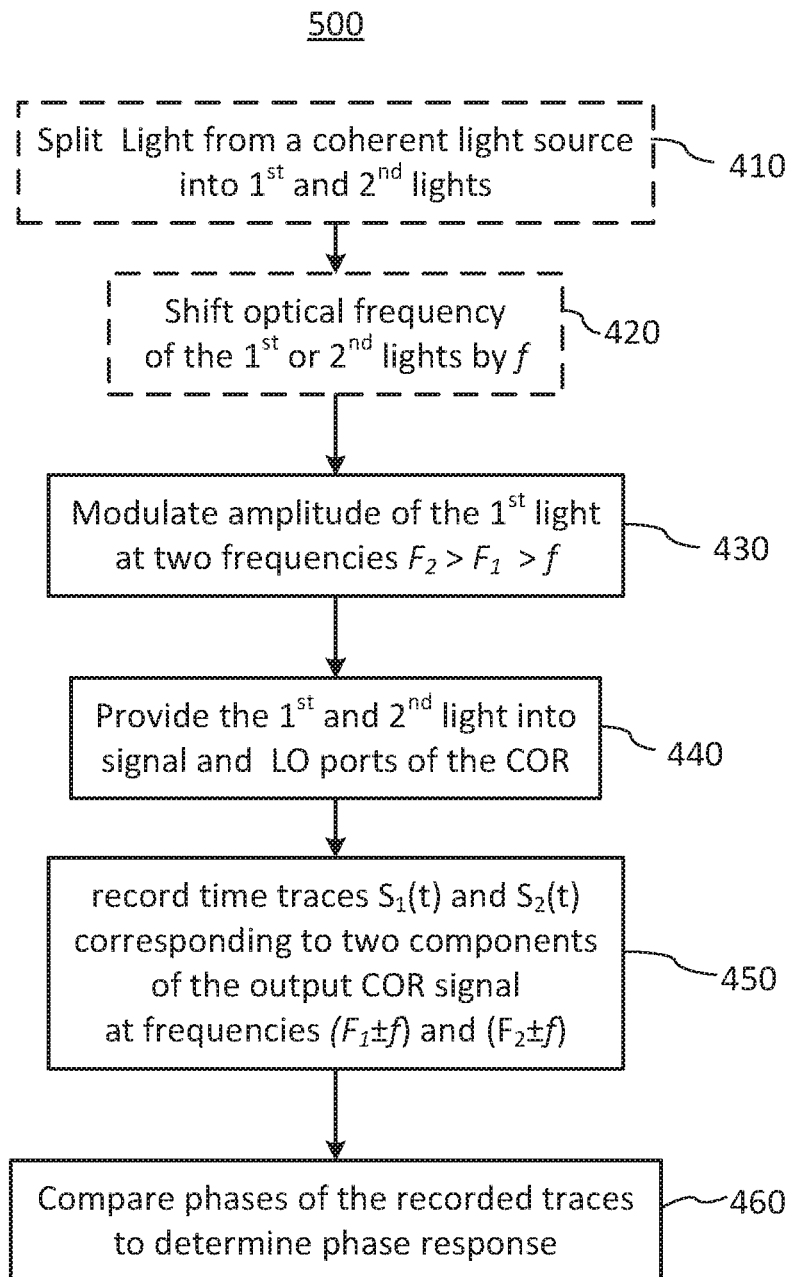 500
Split Light from a coherent light source
into 1st and 2nd lights
410
Shift optical frequency
of the 1st or 2nd lights by f
420
Modulate amplitude of the 1st light
at two frequencies F2 > F1 > f
430
Provide the 1st and 2nd light into
signal and LO ports of the COR
440
record time traces S1(t) and S2(t)
corresponding to two components
of the output COR signal
at frequencies (F1±f) and (F2±f)
450
Compare phases of the recorded traces
to determine phase response
460